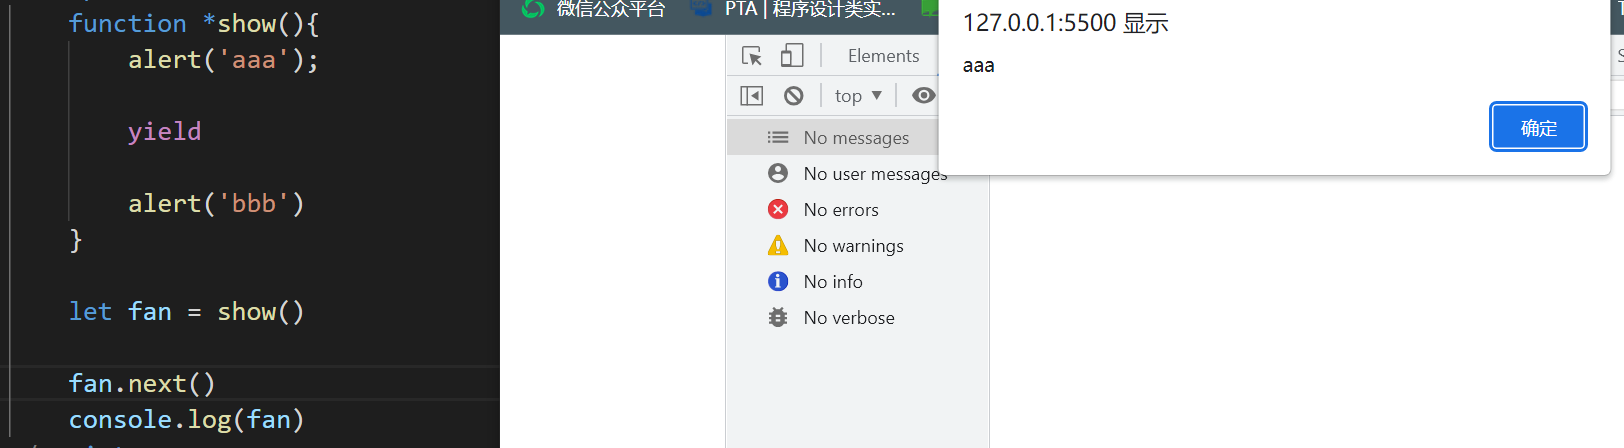 function *show(){
alert('aaa');
yield
alert('bbb')
}
let fan = show()
fan.next()
console.log(fan)
微信公众平台
PTA | 程序设计类实...
Elements
top
No messages
No user messages
No errors
No warnings
No info
No verbose
127.0.0.1:5500 显示
aaa
确定